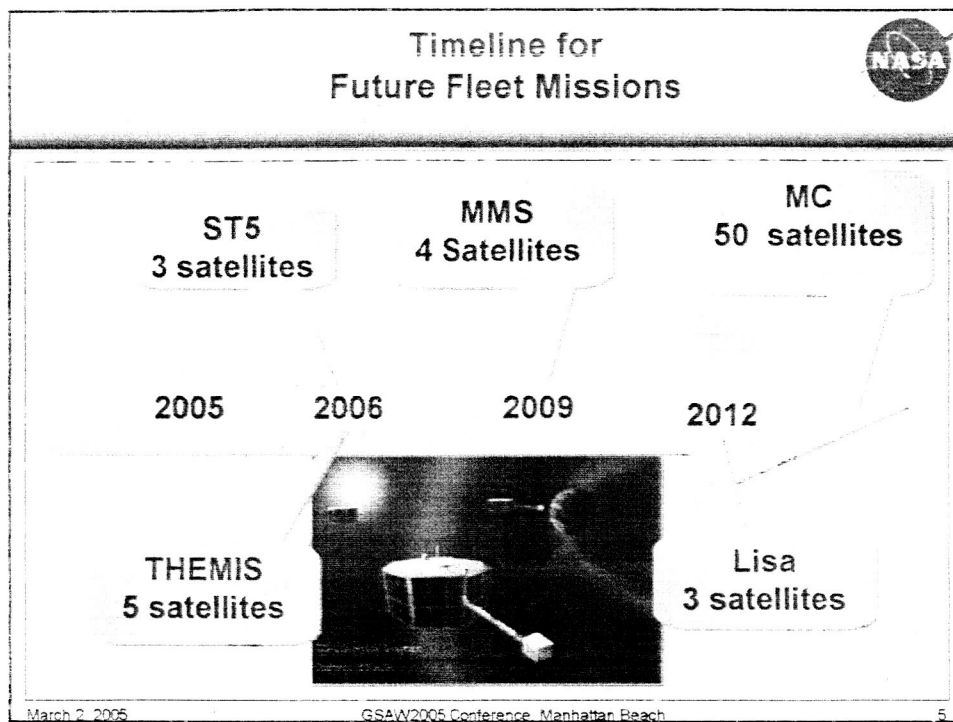 Timeline for
Future Fleet Missions
NASA
ST5
3 satellites
MMS
4 Satellites
MC
50 satellites
2005
2006
2009
2012
THEMIS
5 satellites
Lisa
3 satellites
March 2, 2005
GSAW2005 Conference, Manhattan Beach
5